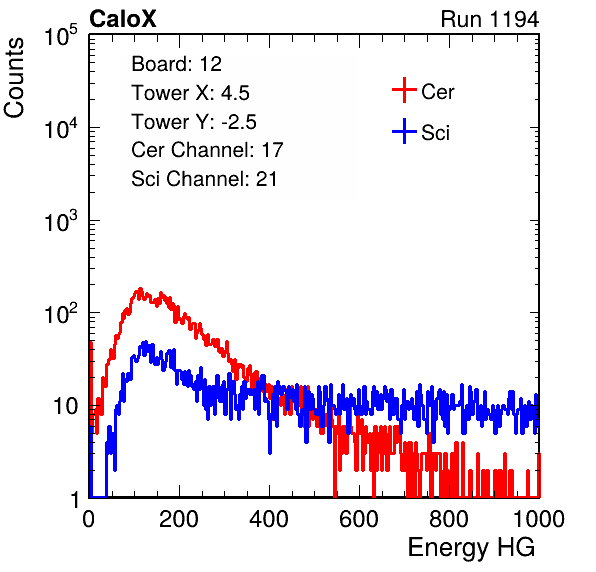 CaloX Run 1194
Counts
Board: 12
Tower X: 4.5
Tower Y: -2.5
Cer Channel: 17
Sci Channel: 21
Cer
Sci
10^5
10^4
10^3
10^2
10
1
0 200 400 600 800 1000
Energy HG